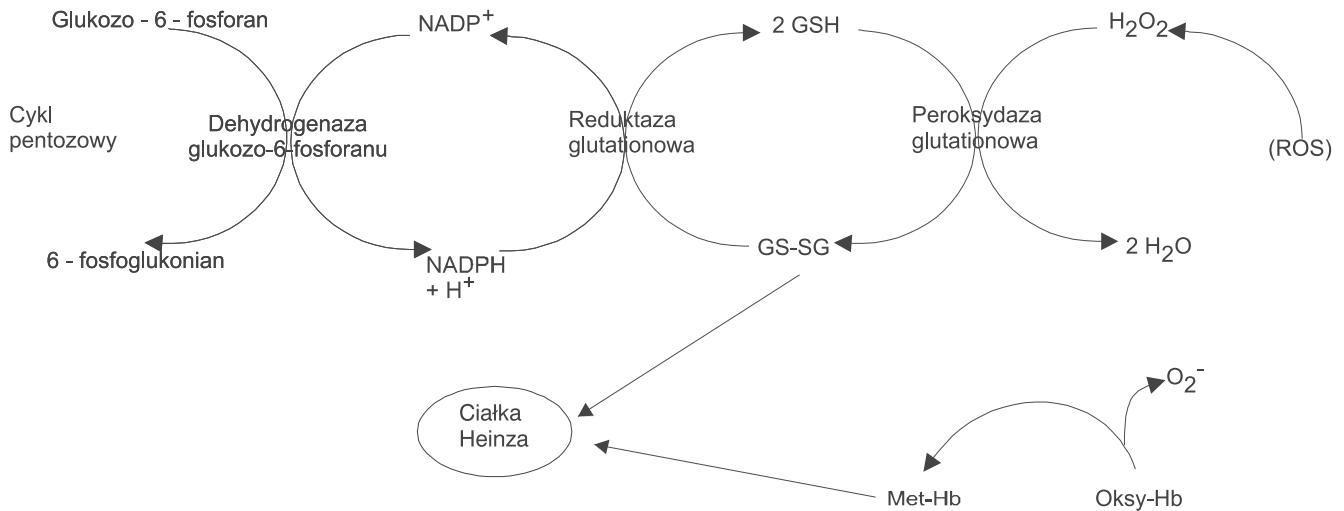 Glukozo - 6 - fosforan
NADP⁺
2 GSH
H₂O₂
Cykl
pentozowy
Dehydrogenaza
glukozo-6-fosforanu
Reduktaza
glutationowa
Peroksydaza
glutationowa
(ROS)
6 - fosfoglukonian
NADPH
+ H⁺
GS-SG
2 H₂O
Ciałka
Heinza
O₂⁻
Met-Hb
Oksy-Hb